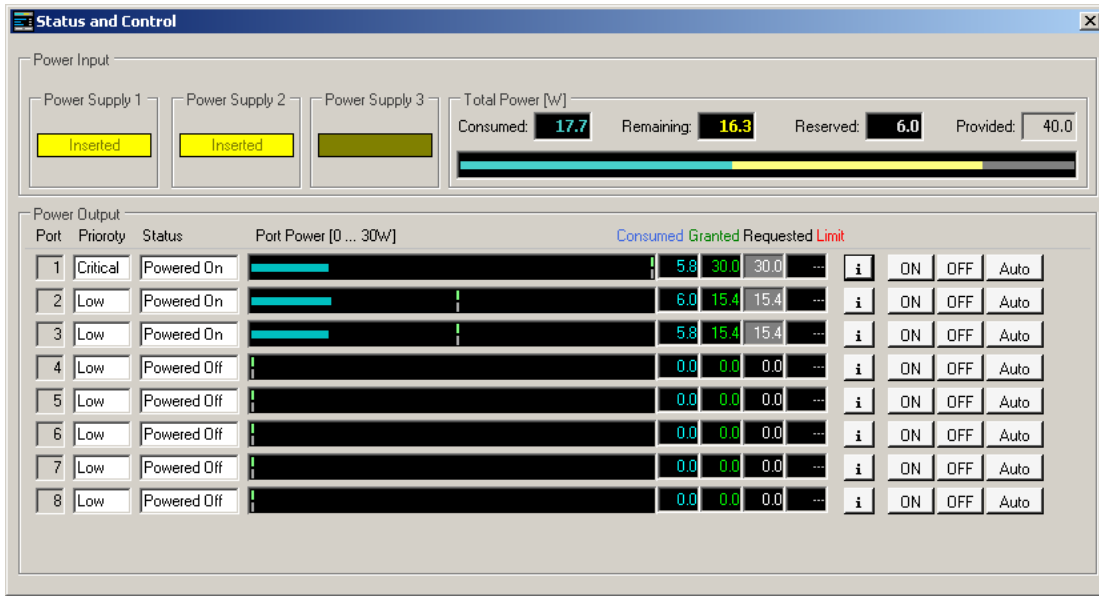 Status and Control
Power Input
Power Supply 1 Power Supply 2 Power Supply 3 Total Power [W]
Inserted Inserted Consumed: 17.7 Remaining: 16.3 Reserved: 6.0 Provided: 40.0
Power Output
Port Prioroty Status Port Power [0 ... 30W] Consumed Granted Requested Limit
1 Critical Powered On 5.8 30.0 30.0 --- i ON OFF Auto
2 Low Powered On 6.0 15.4 15.4 --- i ON OFF Auto
3 Low Powered On 5.8 15.4 15.4 --- i ON OFF Auto
4 Low Powered Off 0.0 0.0 0.0 --- i ON OFF Auto
5 Low Powered Off 0.0 0.0 0.0 --- i ON OFF Auto
6 Low Powered Off 0.0 0.0 0.0 --- i ON OFF Auto
7 Low Powered Off 0.0 0.0 0.0 --- i ON OFF Auto
8 Low Powered Off 0.0 0.0 0.0 --- i ON OFF Auto